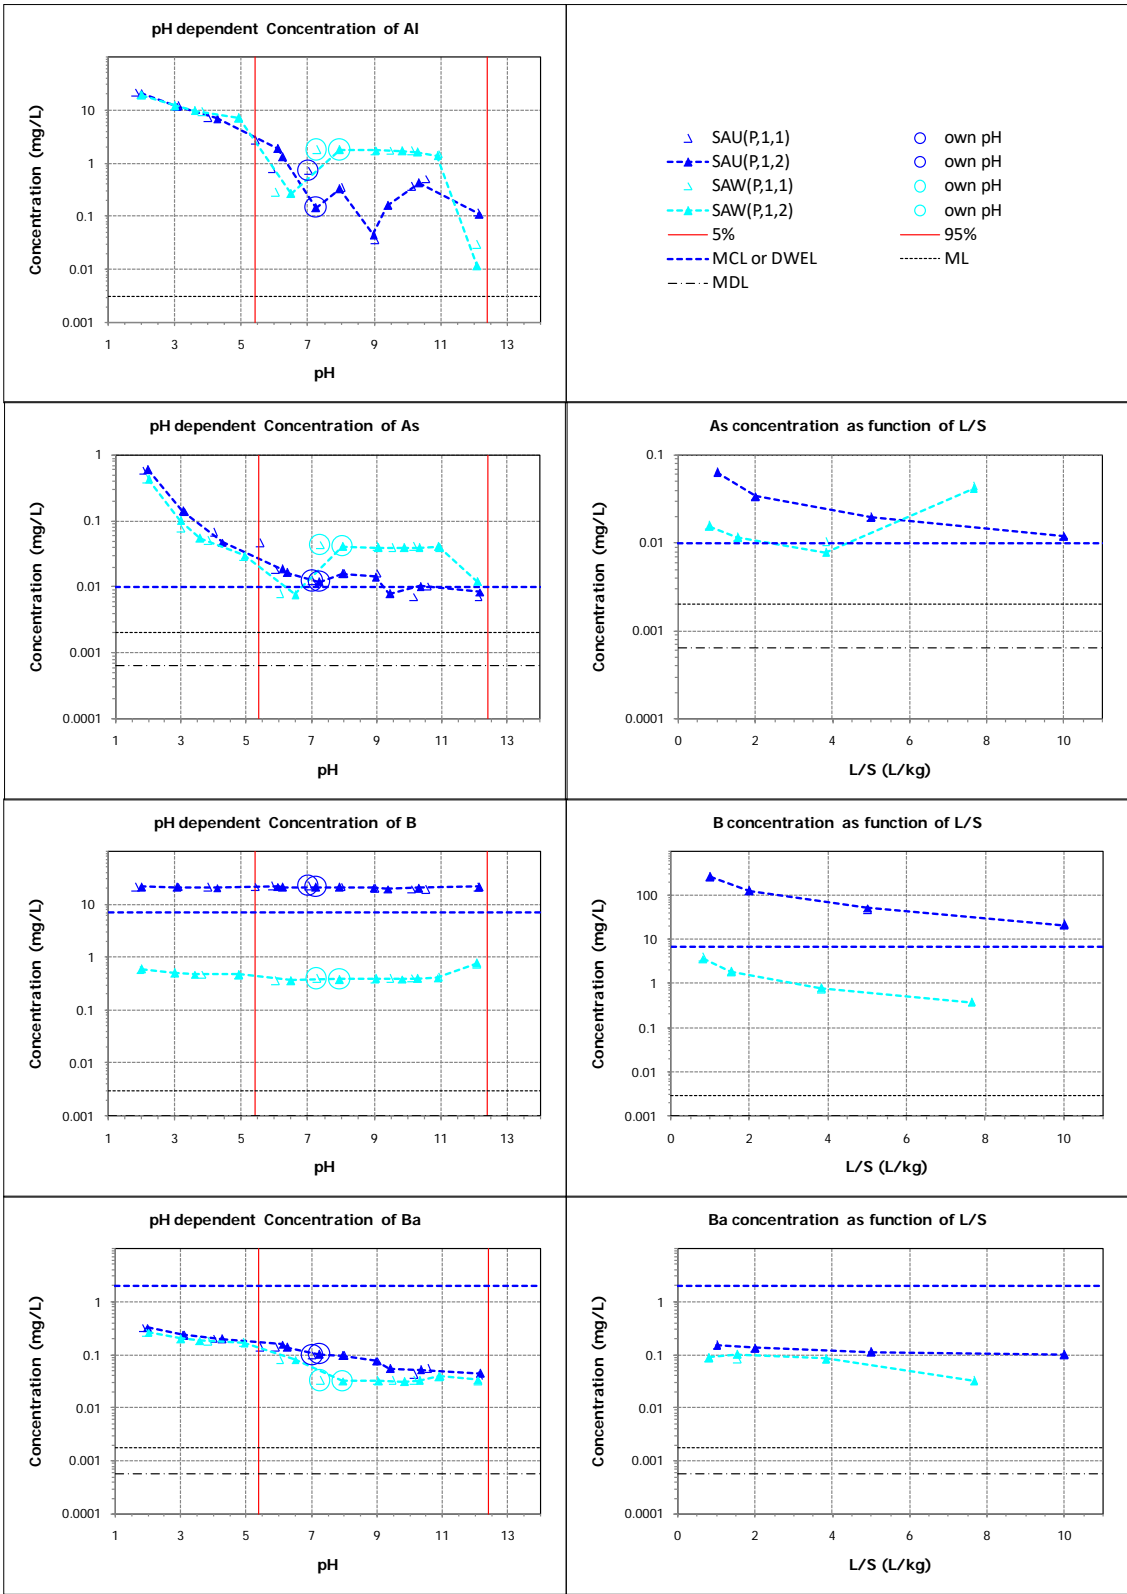 pH dependent Concentration of Al
Concentration (mg/L)
10
1
0.1
0.01
0.001
1 3 5 7 9 11 13
pH
SAU(P,1,1) own pH
SAU(P,1,2) own pH
SAW(P,1,1) own pH
SAW(P,1,2) own pH
5% 95%
MCL or DWEL ML
MDL
pH dependent Concentration of As
Concentration (mg/L)
1
0.1
0.01
0.001
0.0001
1 3 5 7 9 11 13
pH
As concentration as function of L/S
Concentration (mg/L)
0.1
0.01
0.001
0.0001
0 2 4 6 8 10
L/S (L/kg)
pH dependent Concentration of B
Concentration (mg/L)
10
1
0.1
0.01
0.001
1 3 5 7 9 11 13
pH
B concentration as function of L/S
Concentration (mg/L)
100
10
1
0.1
0.01
0.001
0 2 4 6 8 10
L/S (L/kg)
pH dependent Concentration of Ba
Concentration (mg/L)
1
0.1
0.01
0.001
0.0001
1 3 5 7 9 11 13
pH
Ba concentration as function of L/S
Concentration (mg/L)
1
0.1
0.01
0.001
0.0001
0 2 4 6 8 10
L/S (L/kg)